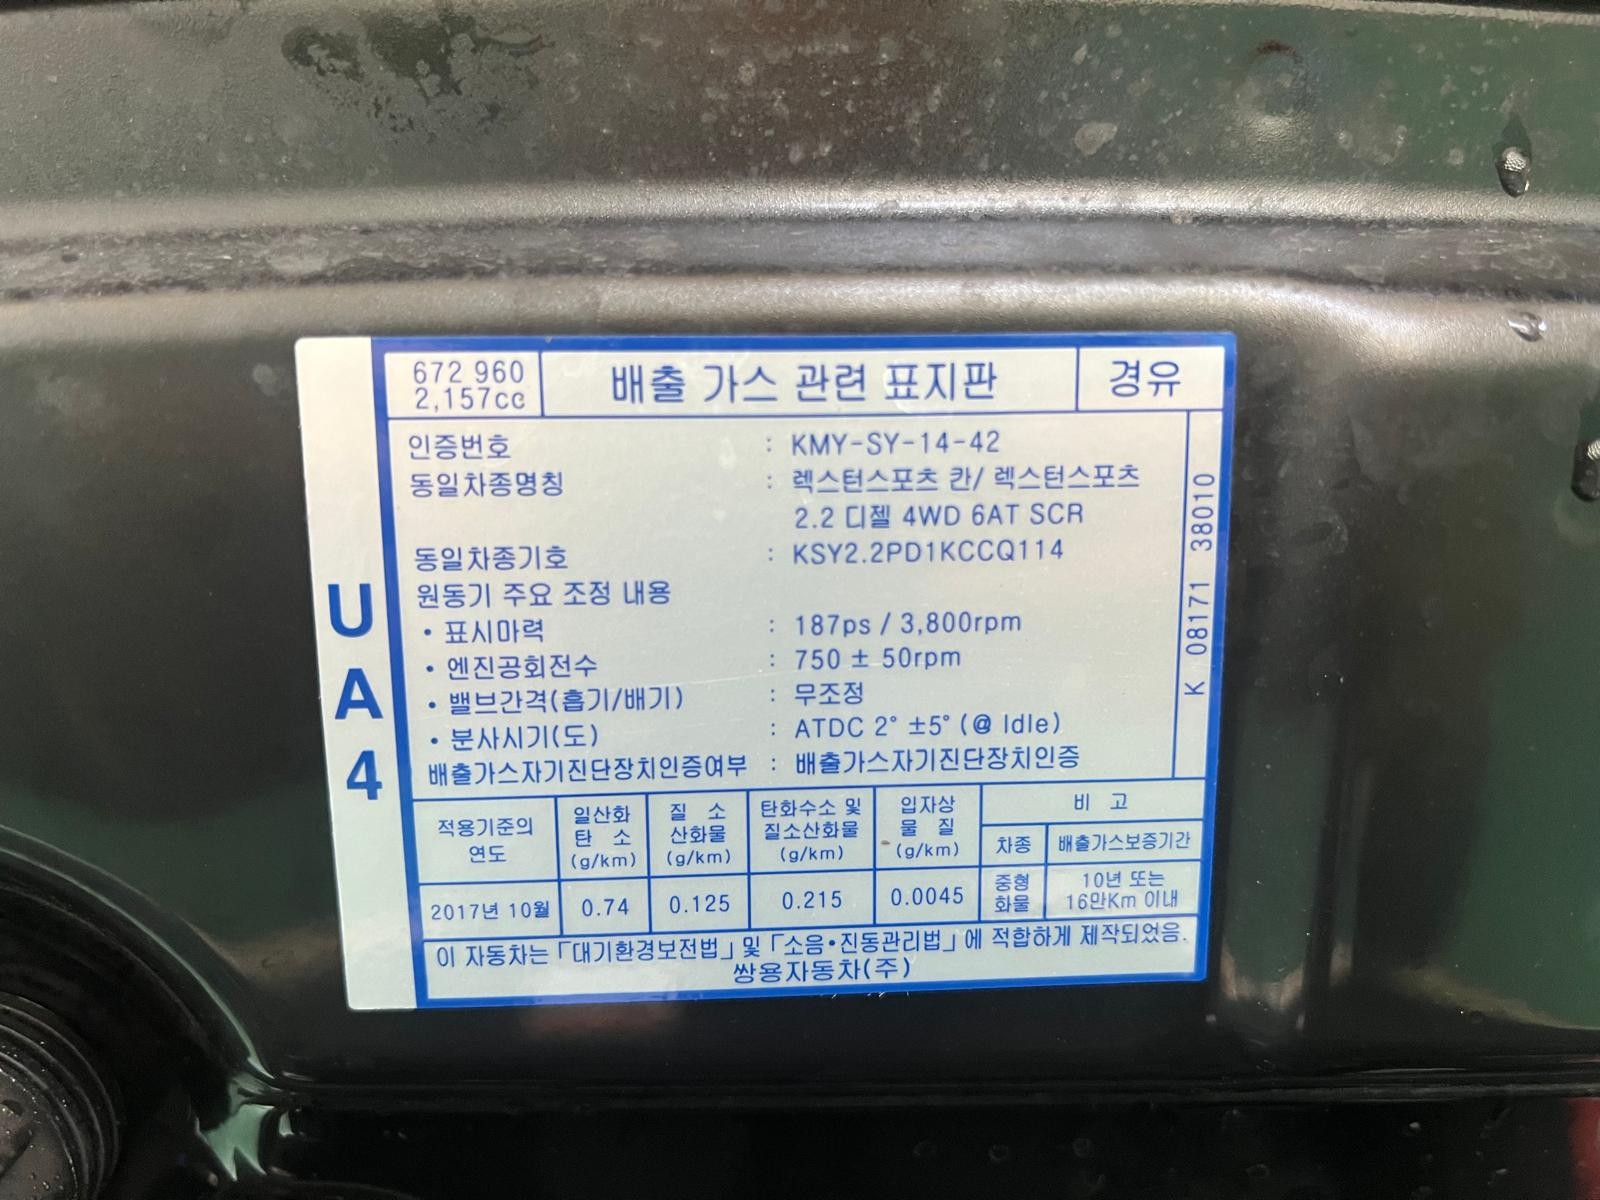 UA4
672 960
2,157cc
배출 가스 관련 표지판
경유
인증번호 : KMY-SY-14-42
동일차종명칭 : 렉스턴스포츠 칸/ 렉스턴스포츠
2.2 디젤 4WD 6AT SCR
동일차종기호 : KSY2.2PD1KCCQ114
원동기 주요 조정 내용
• 표시마력 : 187ps / 3,800rpm
• 엔진공회전수 : 750 ± 50rpm
• 밸브간격(흡기/배기) : 무조정
• 분사시기(도) : ATDC 2° ±5° (@ Idle)
배출가스자기진단장치인증여부 : 배출가스자기진단장치인증
K 08171 38010
적용기준의
연도
일산화
탄 소
(g/km)
질 소
산화물
(g/km)
탄화수소 및
질소산화물
(g/km)
입자상
물 질
(g/km)
비 고
차종
배출가스보증기간
2017년 10월
0.74
0.125
0.215
0.0045
중형
화물
10년 또는
16만Km 이내
이 자동차는 「대기환경보전법」 및 「소음•진동관리법」에 적합하게 제작되었음.
쌍용자동차(주)